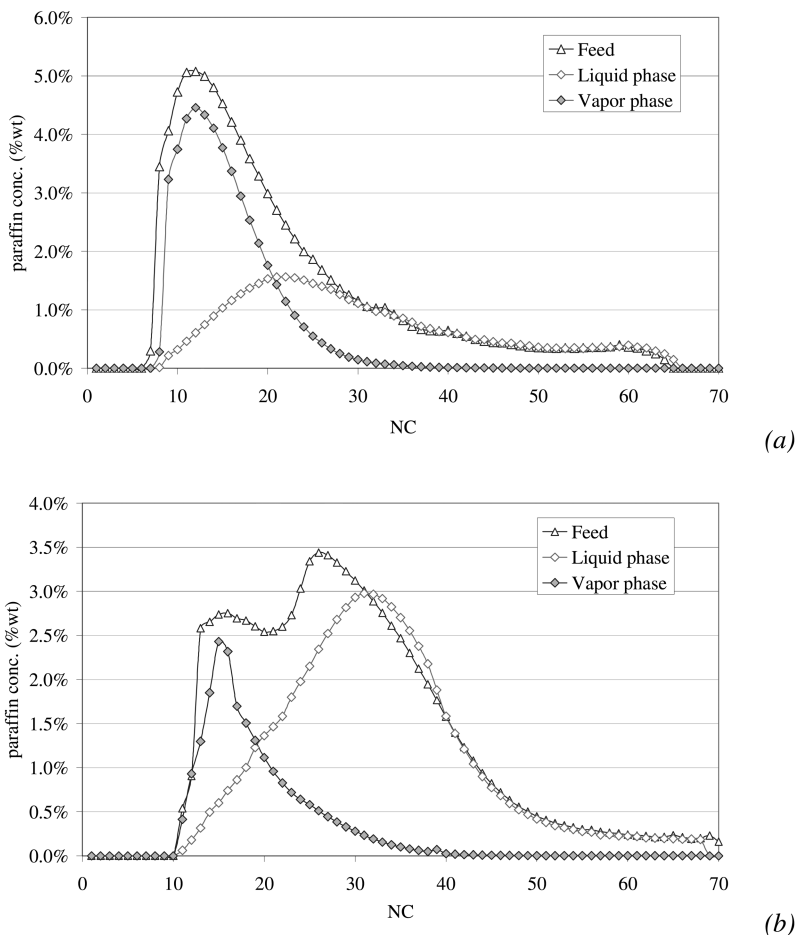 6.0%
5.0%
4.0%
3.0%
2.0%
1.0%
0.0%
paraffin conc. (%wt)
Feed
Liquid phase
Vapor phase
0 10 20 30 40 50 60 70
NC
(a)
4.0%
3.5%
3.0%
2.5%
2.0%
1.5%
1.0%
0.5%
0.0%
paraffin conc. (%wt)
Feed
Liquid phase
Vapor phase
0 10 20 30 40 50 60 70
NC
(b)